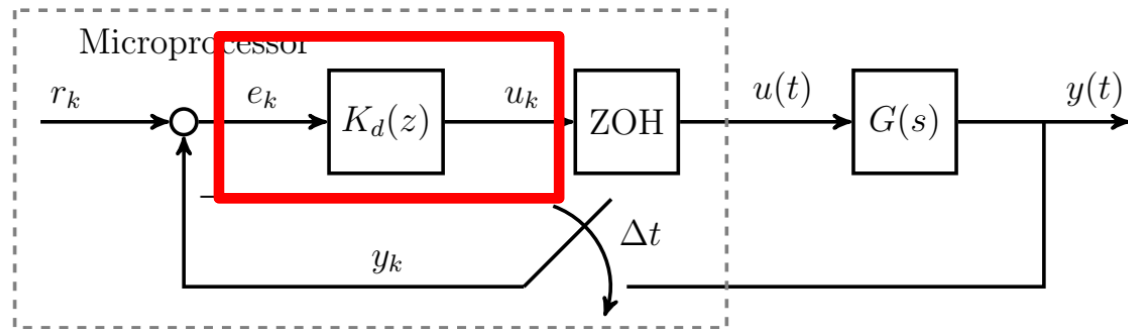 Microprocessor
r_k
e_k
K_d(z)
u_k
ZOH
u(t)
G(s)
y(t)
−
y_k
Δt